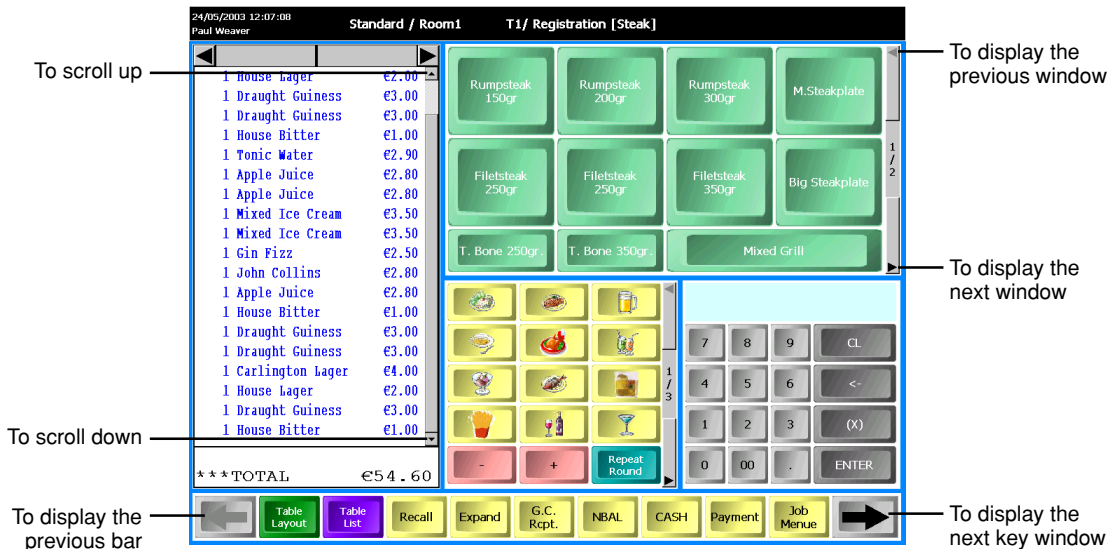 24/05/2003 12:07:08
Paul Weaver
Standard / Room1 T1/ Registration [Steak]
To scroll up
To display the
previous window
1 House Lager €2.00
1 Draught Guiness €3.00
1 Draught Guiness €3.00
1 House Bitter €1.00
1 Tonic Water €2.90
1 Apple Juice €2.80
1 Apple Juice €2.80
1 Mixed Ice Cream €3.50
1 Mixed Ice Cream €3.50
1 Gin Fizz €2.50
1 John Collins €2.80
1 Apple Juice €2.80
1 House Bitter €1.00
1 Draught Guiness €3.00
1 Draught Guiness €3.00
1 Carlington Lager €4.00
1 House Lager €2.00
1 Draught Guiness €3.00
1 House Bitter €1.00
To scroll down
***TOTAL €54.60
Rumpsteak
150gr
Rumpsteak
200gr
Rumpsteak
300gr
M.Steakplate
Filetsteak
250gr
Filetsteak
250gr
Filetsteak
350gr
Big Steakplate
T. Bone 250gr.
T. Bone 350gr.
Mixed Grill
1
/
2
To display the
next window
1
/
3
- + Repeat
Round
7 8 9 CL
4 5 6 <-
1 2 3 (X)
0 00 . ENTER
To display the
previous bar
Table
Layout
Table
List
Recall
Expand
G.C.
Rcpt.
NBAL
CASH
Payment
Job
Menue
To display the
next key window